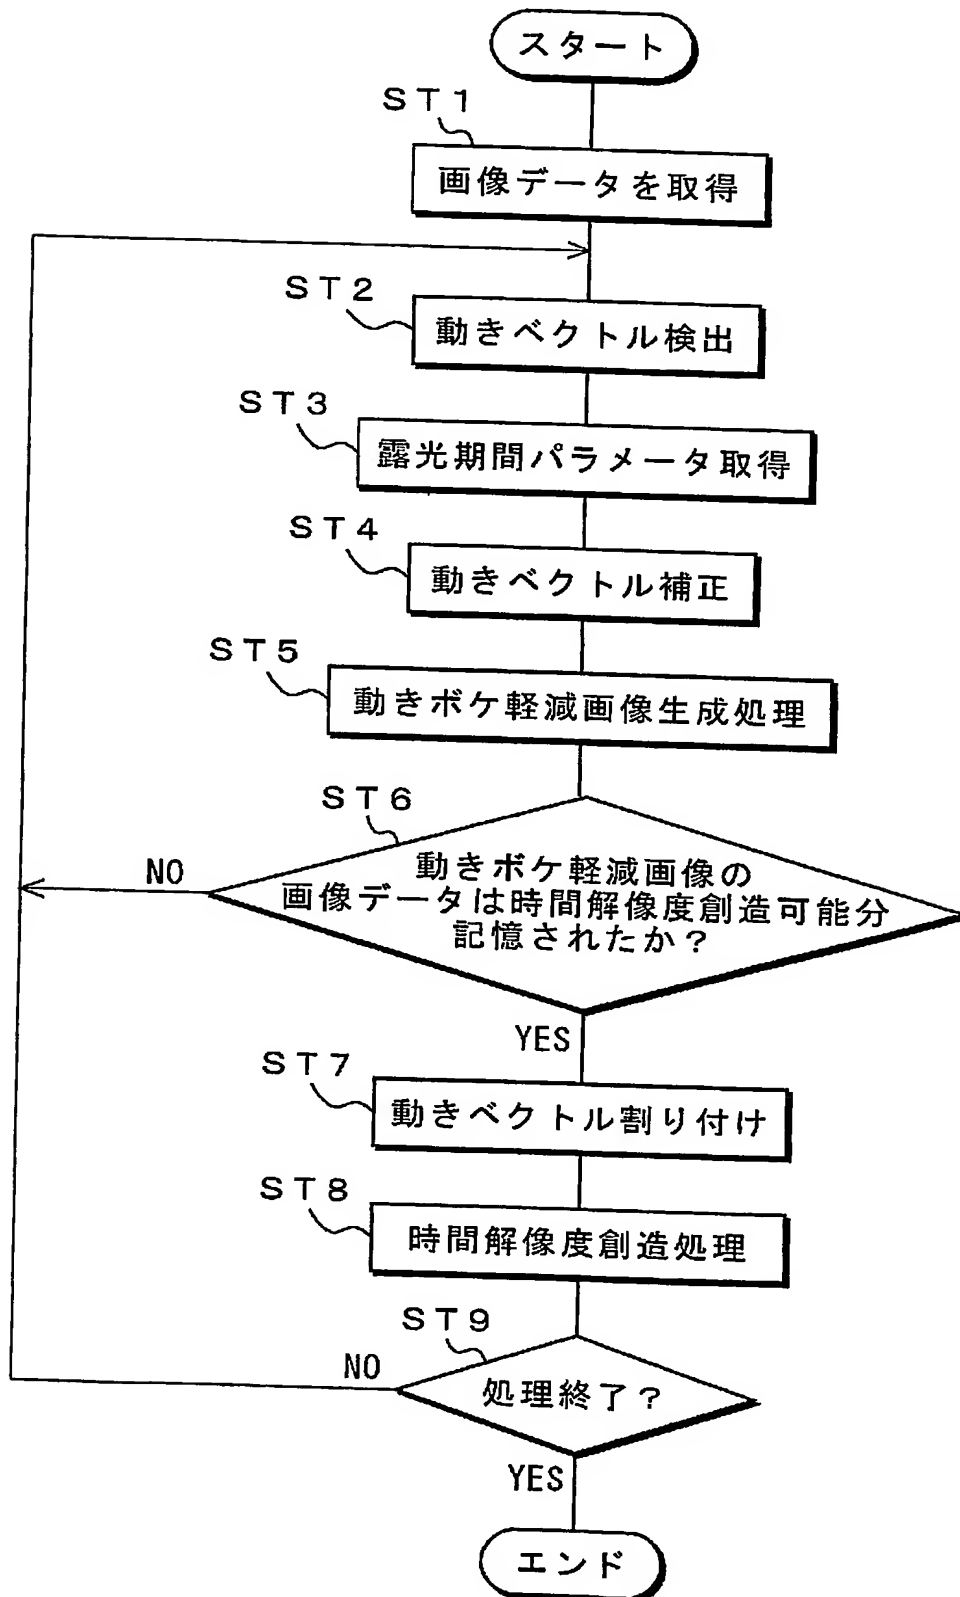 スタート
ST1
画像データを取得
ST2
動きベクトル検出
ST3
露光期間パラメータ取得
ST4
動きベクトル補正
ST5
動きボケ軽減画像生成処理
ST6
動きボケ軽減画像の
画像データは時間解像度創造可能分
記憶されたか?
NO
YES
ST7
動きベクトル割り付け
ST8
時間解像度創造処理
ST9
処理終了?
NO
YES
エンド